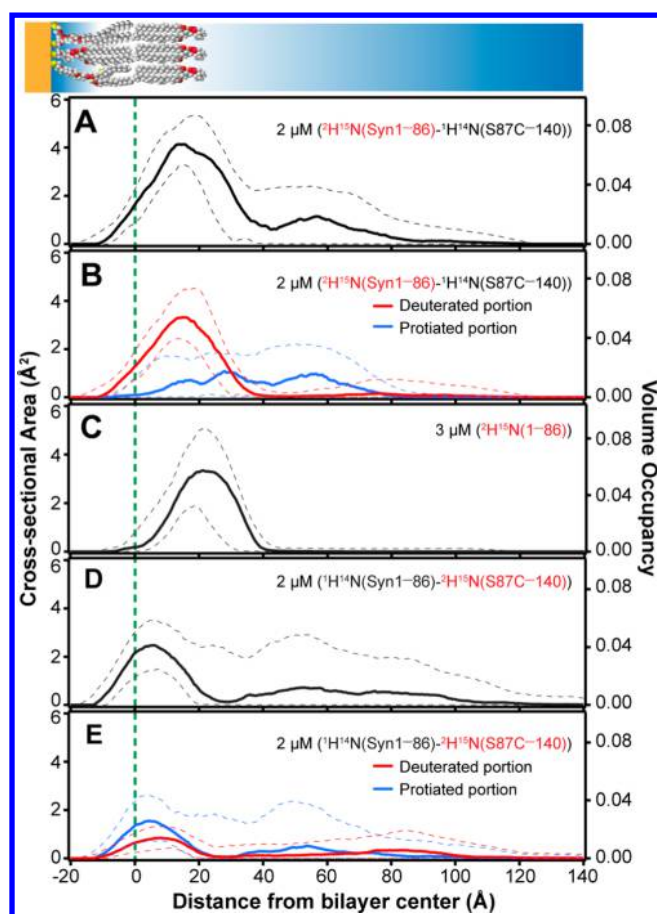 A
2 µM (²H¹⁵N(Syn1–86)-¹H¹⁴N(S87C–140))
6
4
2
0
0.08
0.04
0.00
B
2 µM (²H¹⁵N(Syn1–86)-¹H¹⁴N(S87C–140))
Deuterated portion
Protiated portion
6
4
2
0
0.08
0.04
0.00
C
3 µM (²H¹⁵N(1–86))
6
4
2
0
0.08
0.04
0.00
D
2 µM (¹H¹⁴N(Syn1–86)-²H¹⁵N(S87C–140))
6
4
2
0
0.08
0.04
0.00
E
2 µM (¹H¹⁴N(Syn1–86)-²H¹⁵N(S87C–140))
Deuterated portion
Protiated portion
6
4
2
0
0.08
0.04
0.00
Cross-sectional Area (Å²)
Volume Occupancy
-20 0 20 40 60 80 100 120 140
Distance from bilayer center (Å)